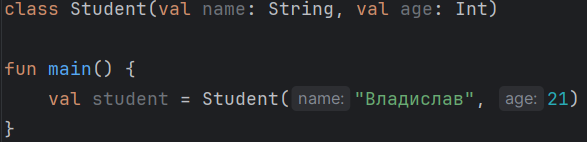 class Student(val name: String, val age: Int)
fun main() {
    val student = Student(name: "Владислав", age: 21)
}